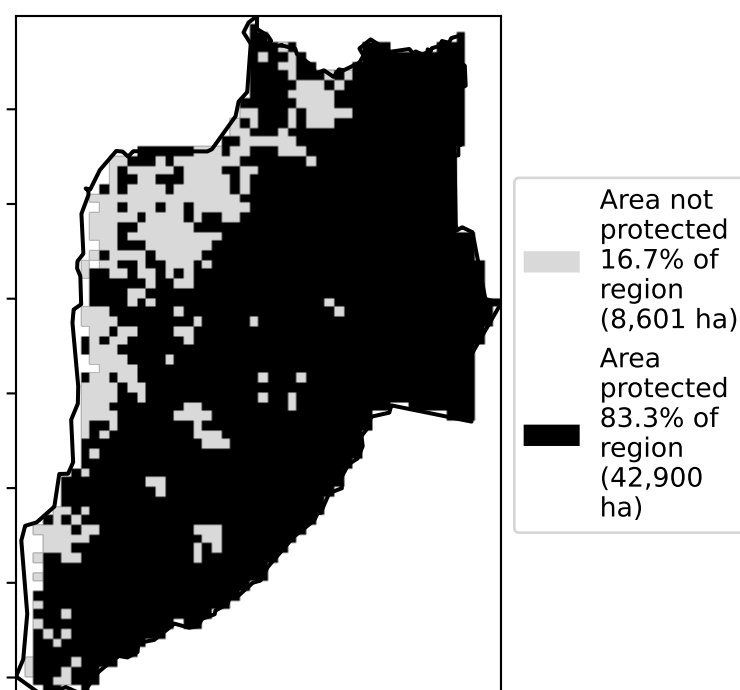 Area not
protected
16.7% of
region
(8,601 ha)
Area
protected
83.3% of
region
(42,900
ha)